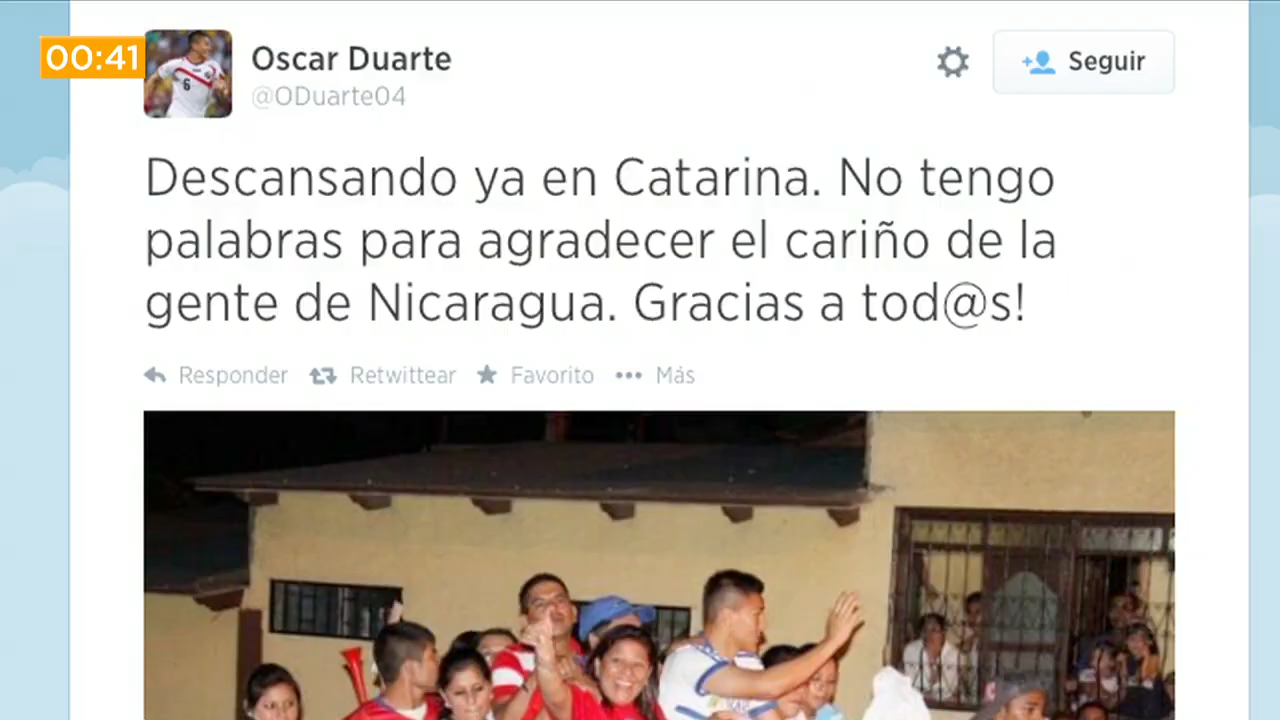 00:41
Oscar Duarte
@ODuarte04
Seguir
Descansando ya en Catarina. No tengo
palabras para agradecer el cariño de la
gente de Nicaragua. Gracias a tod@s!
Responder Retwittear Favorito Más
6